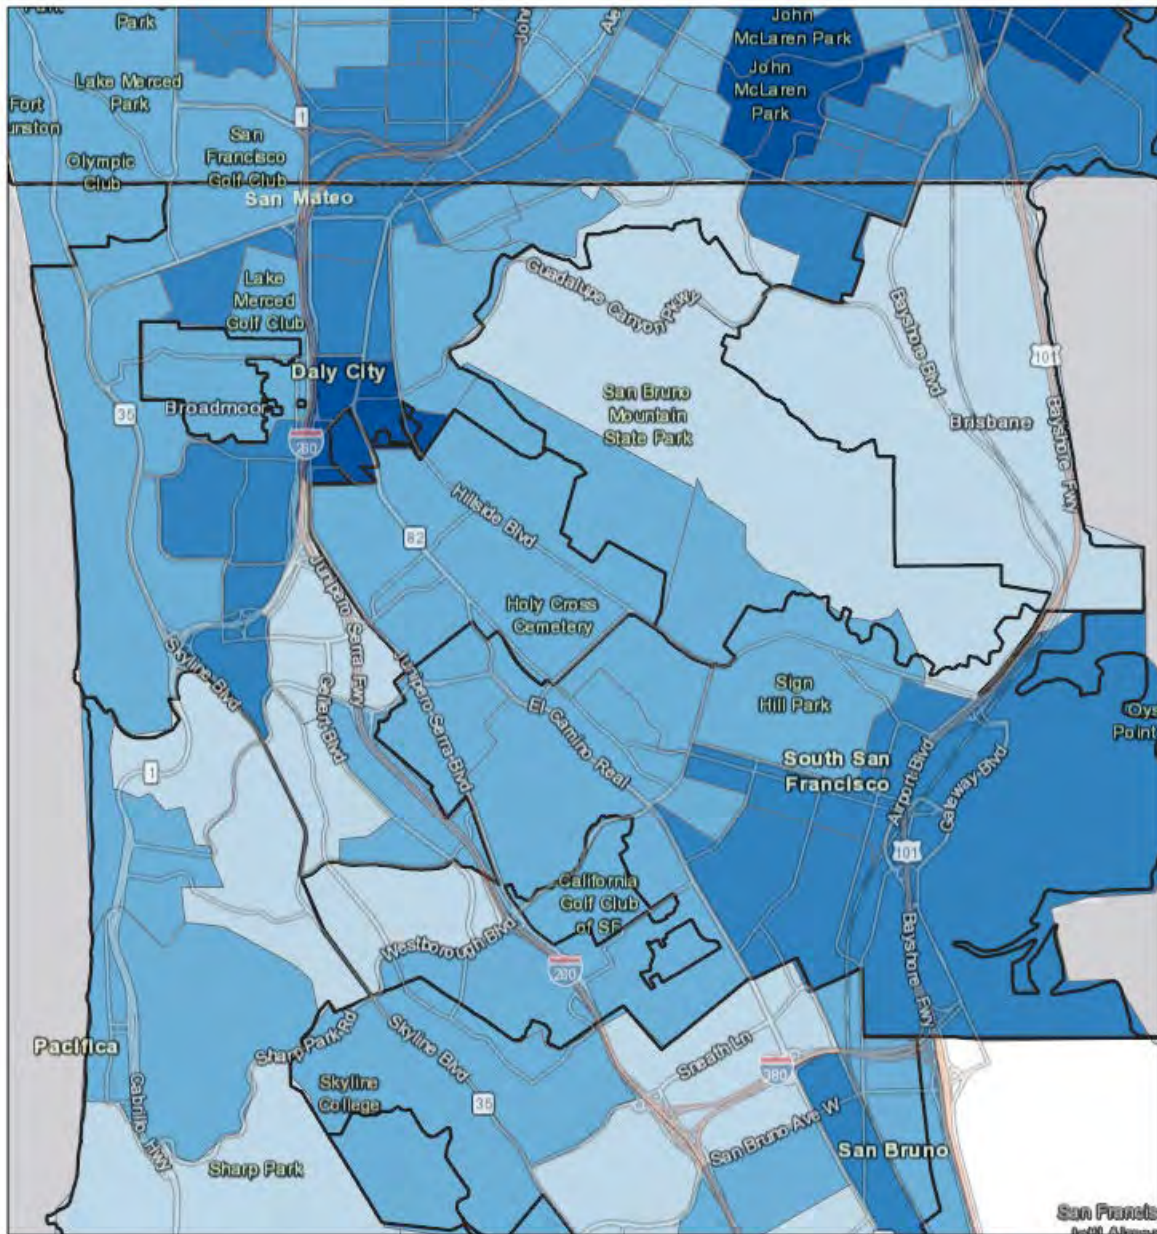 Park
Park
John
McLaren Park
John
McLaren
Park
Lake Merced
Park
Fort
1
San
Francisco
Golf Club
Olympic
Club
San Mateo
Lake
Merced
Golf Club
Guadalupe Canyon Pkwy
Bayshore Blvd
101
Bayshore Fwy
Daly City
San Bruno
Mountain
State Park
Broadmoor
35
Brisbane
280
Hillside Blvd
82
Junipero Serra Fwy
Holy Cross
Cemetery
Skyline Blvd
Callan Blvd
Junipero Serra Blvd
El Camino Real
Sign
Hill Park
Oys
Point
South San
Francisco
Airport Blvd
Gateway Blvd
1
101
California
Golf Club
of SF
Westborough Blvd
280
Bayshore Fwy
Pacifica
Sharp Park Rd
Skyline Blvd
Sneath Ln
380
Cabrillo Hwy
Skyline
College
35
San Bruno Ave W
San Bruno
Sharp Park
San Francis